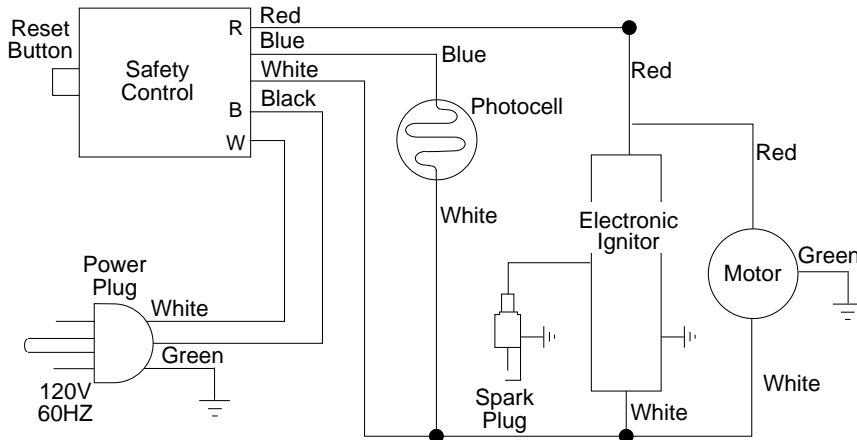 Reset
Button
Safety
Control
R
B
W
Red
Blue
White
Black
Blue
Photocell
White
Red
Red
Electronic
Ignitor
Motor
Green
White
White
Spark
Plug
Power
Plug
White
Green
120V
60HZ